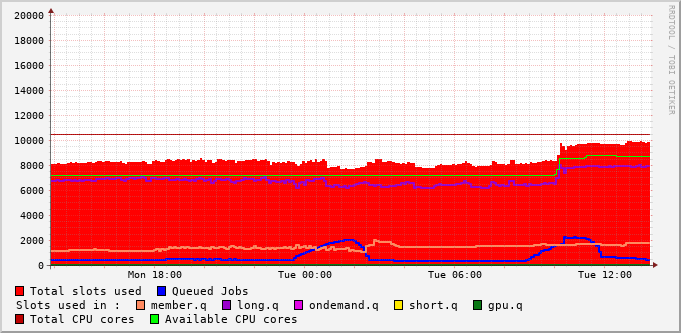 20000
18000
16000
14000
12000
10000
8000
6000
4000
2000
0
Mon 18:00 Tue 00:00 Tue 06:00 Tue 12:00
Total slots used Queued Jobs
Slots used in : member.q long.q ondemand.q short.q gpu.q
Total CPU cores Available CPU cores
RRDTOOL / TOBI OETIKER